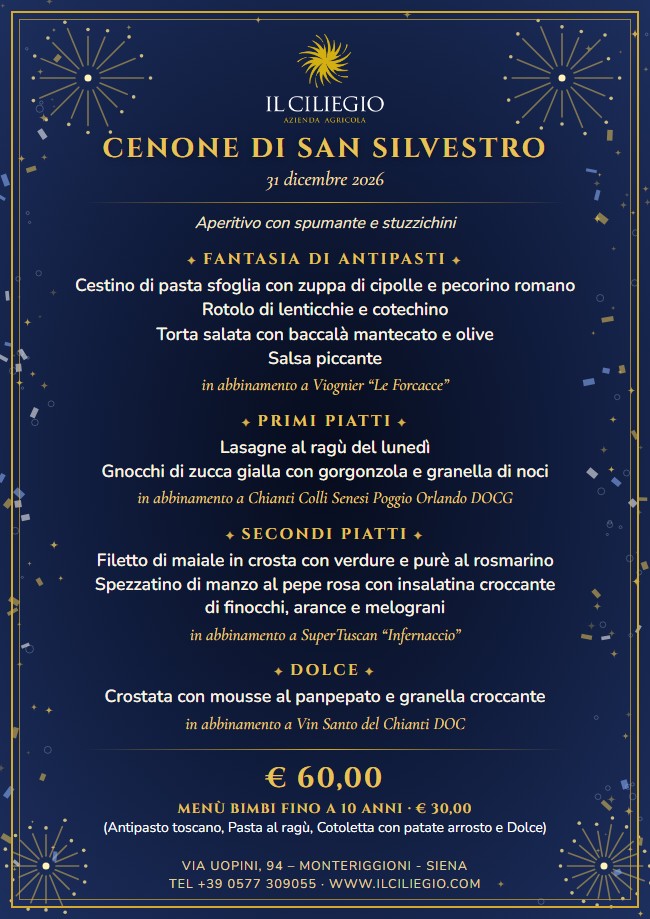 IL CILIEGIO
AZIENDA AGRICOLA
CENONE DI SAN SILVESTRO
31 dicembre 2026
Aperitivo con spumante e stuzzichini
FANTASIA DI ANTIPASTI
Cestino di pasta sfoglia con zuppa di cipolle e pecorino romano
Rotolo di lenticchie e cotechino
Torta salata con baccalà mantecato e olive
Salsa piccante
in abbinamento a Viognier “Le Forcacce”
PRIMI PIATTI
Lasagne al ragù del lunedì
Gnocchi di zucca gialla con gorgonzola e granella di noci
in abbinamento a Chianti Colli Senesi Poggio Orlando DOCG
SECONDI PIATTI
Filetto di maiale in crosta con verdure e purè al rosmarino
Spezzatino di manzo al pepe rosa con insalatina croccante
di finocchi, arance e melograni
in abbinamento a SuperTuscan “Infernaccio”
DOLCE
Crostata con mousse al panpepato e granella croccante
in abbinamento a Vin Santo del Chianti DOC
€ 60,00
MENÙ BIMBI FINO A 10 ANNI · € 30,00
(Antipasto toscano, Pasta al ragù, Cotoletta con patate arrosto e Dolce)
VIA UOPINI, 94 – MONTERIGGIONI - SIENA
TEL +39 0577 309055 · WWW.ILCILIEGIO.COM